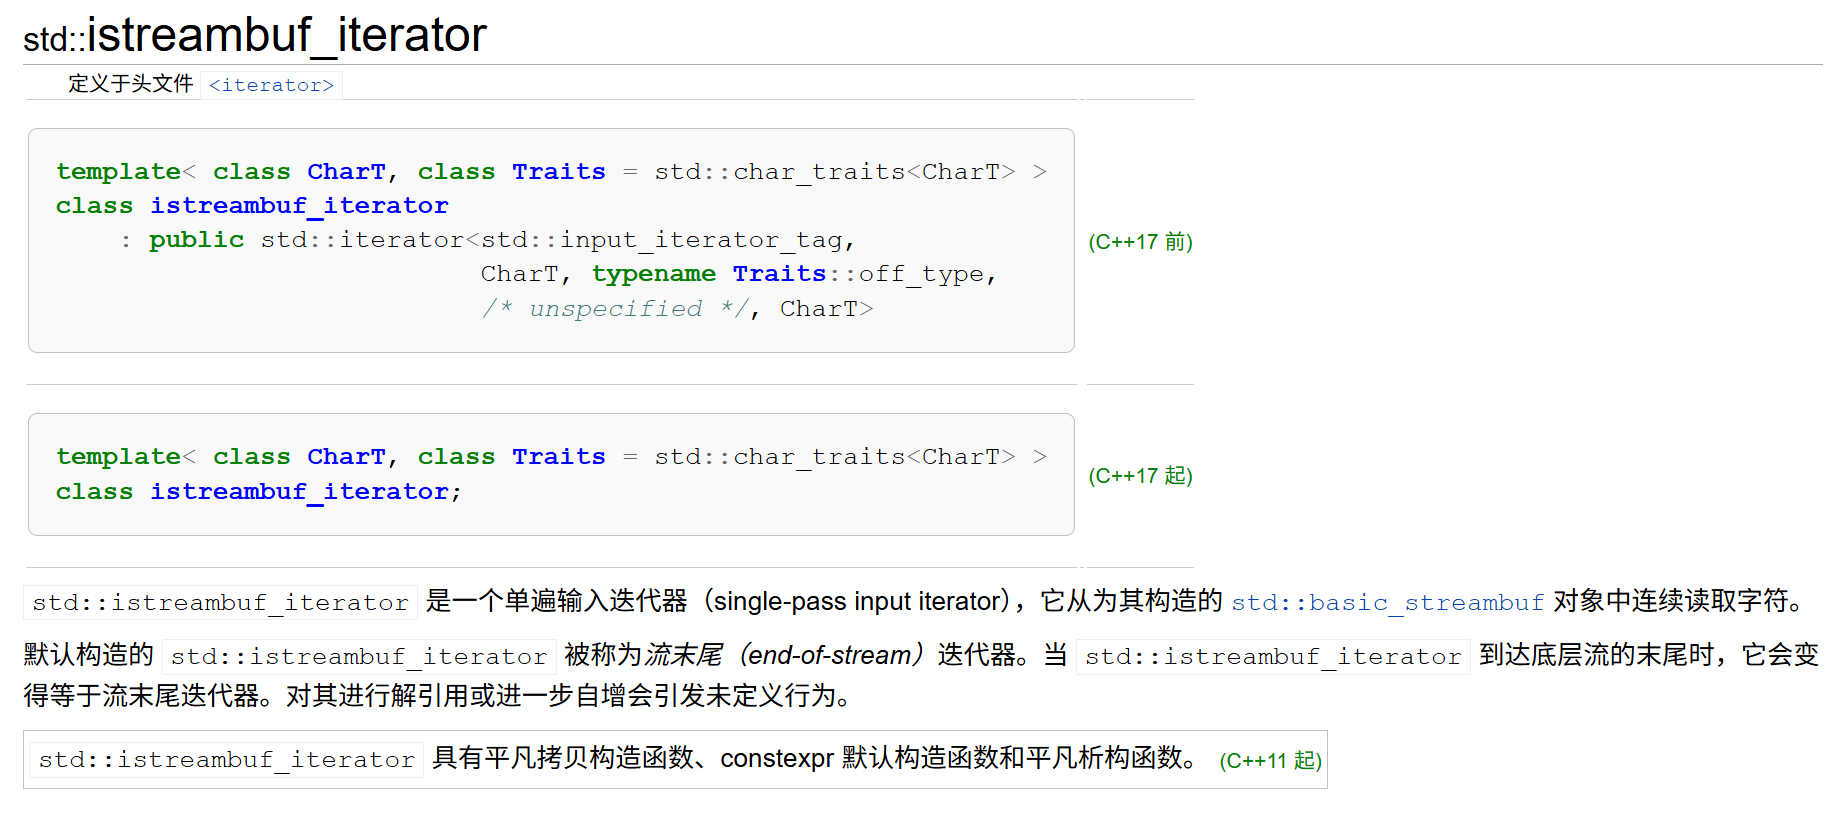 std::istreambuf_iterator
定义于头文件 <iterator>
template< class CharT, class Traits = std::char_traits<CharT> >
class istreambuf_iterator
: public std::iterator<std::input_iterator_tag,
CharT, typename Traits::off_type,
/* unspecified */, CharT>
(C++17 前)
template< class CharT, class Traits = std::char_traits<CharT> >
class istreambuf_iterator;
(C++17 起)
std::istreambuf_iterator 是一个单遍输入迭代器（single-pass input iterator），它从为其构造的 std::basic_streambuf 对象中连续读取字符。
默认构造的 std::istreambuf_iterator 被称为流末尾（end-of-stream）迭代器。当 std::istreambuf_iterator 到达底层流的末尾时，它会变
得等于流末尾迭代器。对其进行解引用或进一步自增会引发未定义行为。
std::istreambuf_iterator 具有平凡拷贝构造函数、constexpr 默认构造函数和平凡析构函数。 (C++11 起)